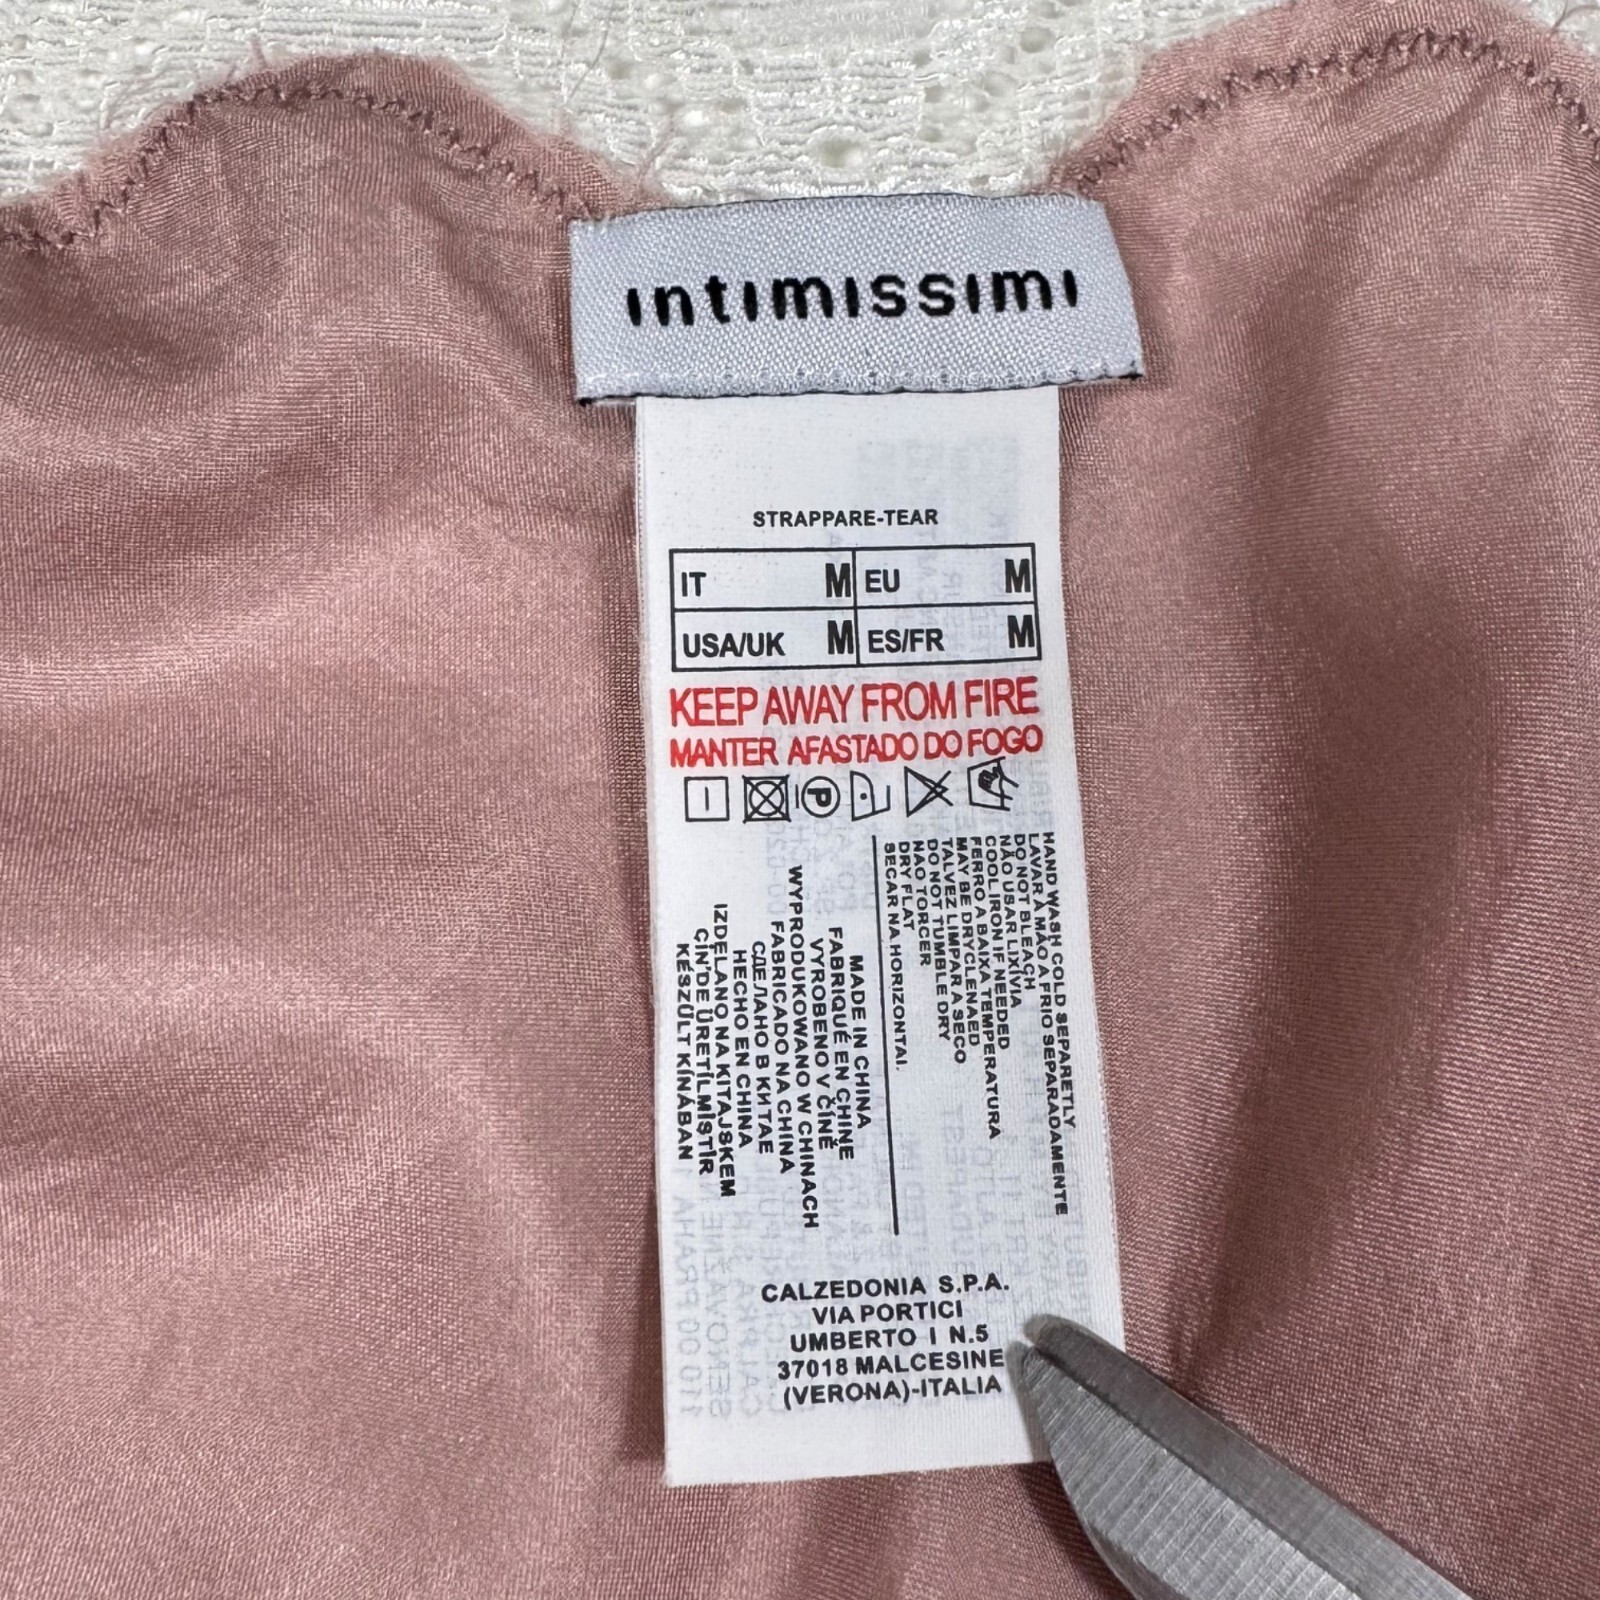 ıntımıssımı
STRAPPARE-TEAR
IT M EU M
USA/UK M ES/FR M
KEEP AWAY FROM FIRE
MANTER AFASTADO DO FOGO
P
HAND WASH COLD SEPARETLY
LAVAR À MÃO A FRIO SEPARADAMENTE
DO NOT BLEACH
NÃO USAR LIXÍVIA
COOL IRON IF NEEDED
FERRO A BAIXA TEMPERATURA
MAY BE DRYCLENAED
TALVEZ LIMPAR A SECO
DO NOT TUMBLE DRY
NAO TORCER
DRY FLAT
SECAR NA HORIZONTAL
MADE IN CHINA
FABRIQUÉ EN CHINE
VYROBENO V ČÍNĚ
WYPRODUKOWANO W CHINACH
FABRICADO NA CHINA
СДЕЛАНО В КИТАЕ
HECHO EN CHINA
IZDELANO NA KITAJSKEM
ÇİN'DE ÜRETİLMİŞTİR
KÉSZÜLT KÍNÁBAN
CALZEDONIA S.P.A.
VIA PORTICI
UMBERTO I N.5
37018 MALCESINE
(VERONA)-ITALIA